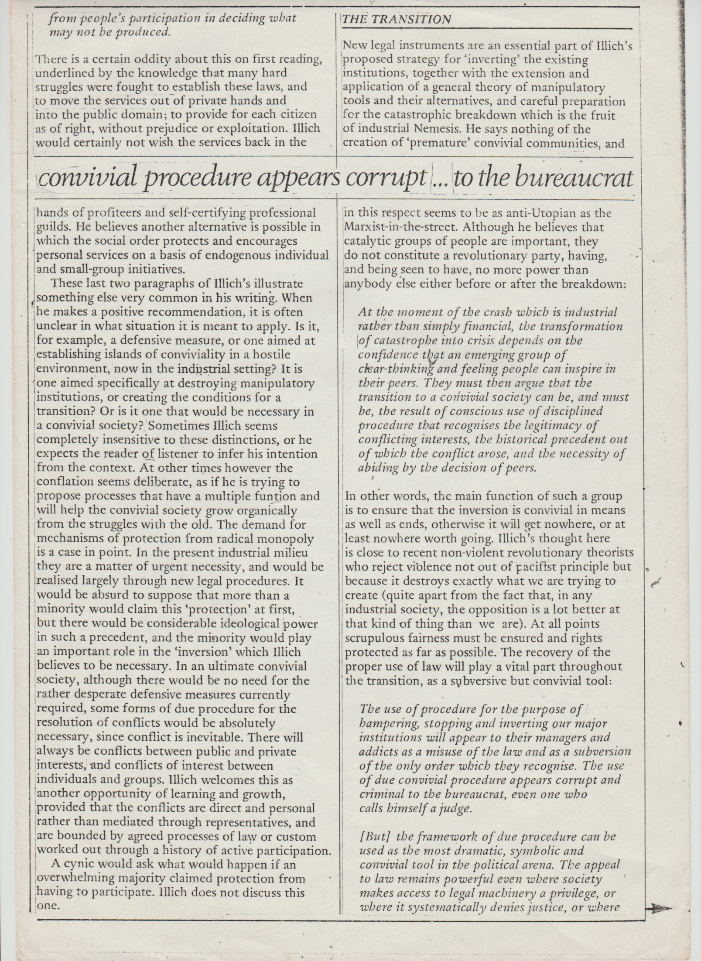 from people's participation in deciding what
may not be produced.
There is a certain oddity about this on first reading,
underlined by the knowledge that many hard
struggles were fought to establish these laws, and
to move the services out of private hands and
into the public domain; to provide for each citizen
as of right, without prejudice or exploitation. Illich
would certainly not wish the services back in the
THE TRANSITION
New legal instruments are an essential part of Illich's
proposed strategy for 'inverting' the existing
institutions, together with the extension and
application of a general theory of manipulatory
tools and their alternatives, and careful preparation
for the catastrophic breakdown which is the fruit
of industrial Nemesis. He says nothing of the
creation of 'premature' convivial communities, and
convivial procedure appears corrupt ... to the bureaucrat
hands of profiteers and self-certifying professional
guilds. He believes another alternative is possible in
which the social order protects and encourages
personal services on a basis of endogenous individual
and small-group initiatives.
These last two paragraphs of Illich's illustrate
something else very common in his writing. When
he makes a positive recommendation, it is often
unclear in what situation it is meant to apply. Is it,
for example, a defensive measure, or one aimed at
establishing islands of conviviality in a hostile
environment, now in the industrial setting? It is
one aimed specifically at destroying manipulatory
institutions, or creating the conditions for a
transition? Or is it one that would be necessary in
a convivial society? Sometimes Illich seems
completely insensitive to these distinctions, or he
expects the reader of listener to infer his intention
from the context. At other times however the
conflation seems deliberate, as if he is trying to
propose processes that have a multiple funtion and
will help the convivial society grow organically
from the struggles with the old. The demand for
mechanisms of protection from radical monopoly
is a case in point. In the present industrial milieu
they are a matter of urgent necessity, and would be
realised largely through new legal procedures. It
would be absurd to suppose that more than a
minority would claim this 'protection' at first,
but there would be considerable ideological power
in such a precedent, and the minority would play
an important role in the 'inversion' which Illich
believes to be necessary. In an ultimate convivial
society, although there would be no need for the
rather desperate defensive measures currently
required, some forms of due procedure for the
resolution of conflicts would be absolutely
necessary, since conflict is inevitable. There will
always be conflicts between public and private
interests, and conflicts of interest between
individuals and groups. Illich welcomes this as
another opportunity of learning and growth,
provided that the conflicts are direct and personal
rather than mediated through representatives, and
are bounded by agreed processes of law or custom
worked out through a history of active participation.
A cynic would ask what would happen if an
overwhelming majority claimed protection from
having to participate. Illich does not discuss this
one.
in this respect seems to be as anti-Utopian as the
Marxist-in-the-street. Although he believes that
catalytic groups of people are important, they
do not constitute a revolutionary party, having,
and being seen to have, no more power than
anybody else either before or after the breakdown:
At the moment of the crash which is industrial
rather than simply financial, the transformation
of catastrophe into crisis depends on the
confidence that an emerging group of
clear-thinking and feeling people can inspire in
their peers. They must then argue that the
transition to a convivial society can be, and must
be, the result of conscious use of disciplined
procedure that recognises the legitimacy of
conflicting interests, the historical precedent out
of which the conflict arose, and the necessity of
abiding by the decision of peers.
In other words, the main function of such a group
is to ensure that the inversion is convivial in means
as well as ends, otherwise it will get nowhere, or at
least nowhere worth going. Illich's thought here
is close to recent non-violent revolutionary theorists
who reject violence not out of pacifist principle but
because it destroys exactly what we are trying to
create (quite apart from the fact that, in any
industrial society, the opposition is a lot better at
that kind of thing than we are). At all points
scrupulous fairness must be ensured and rights
protected as far as possible. The recovery of the
proper use of law will play a vital part throughout
the transition, as a subversive but convivial tool:
The use of procedure for the purpose of
hampering, stopping and inverting our major
institutions will appear to their managers and
addicts as a misuse of the law and as a subversion
of the only order which they recognise. The use
of due convivial procedure appears corrupt and
criminal to the bureaucrat, even one who
calls himself a judge.
[But] the framework of due procedure can be
used as the most dramatic, symbolic and
convivial tool in the political arena. The appeal
to law remains powerful even where society
makes access to legal machinery a privilege, or
where it systematically denies justice, or where